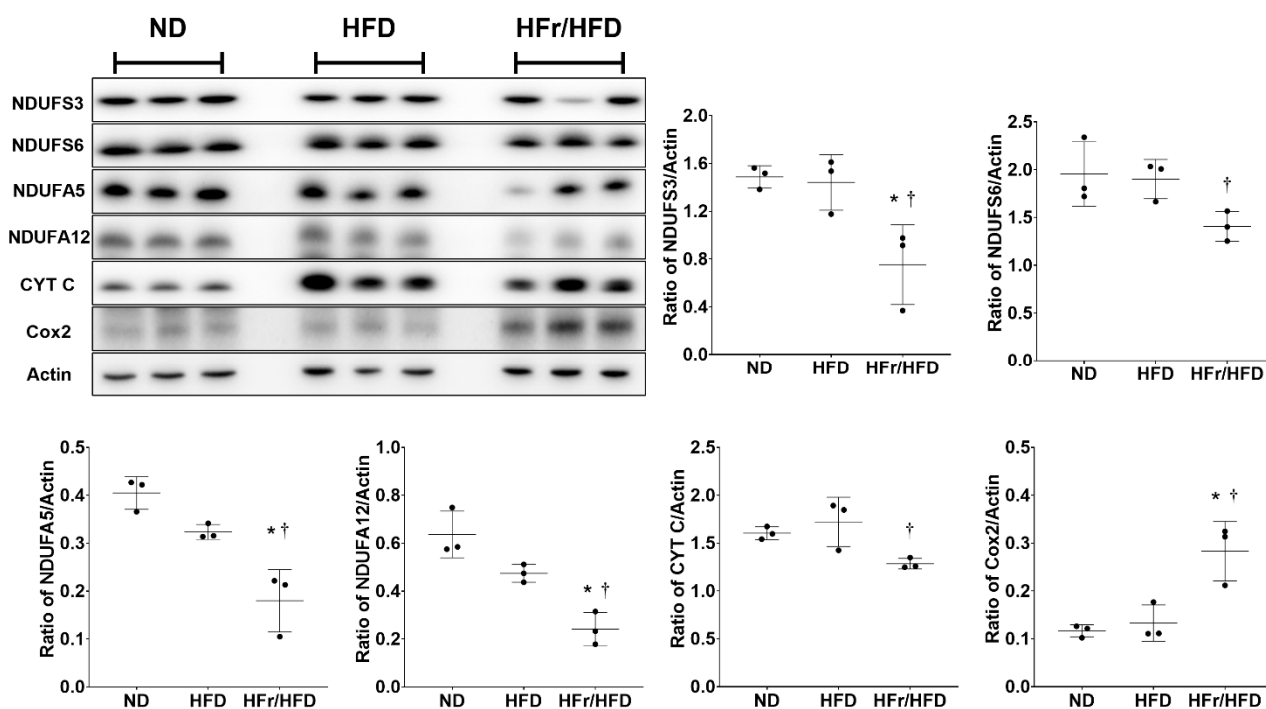 ND HFD HFr/HFD
NDUFS3
NDUFS6
NDUFA5
NDUFA12
CYT C
Cox2
Actin
Ratio of NDUFS3/Actin
2.0
1.6
1.2
0.8
0.4
0.0
* †
ND HFD HFr/HFD
Ratio of NDUFS6/Actin
2.5
2.0
1.5
1.0
0.5
0.0
†
ND HFD HFr/HFD
Ratio of NDUFA5/Actin
0.5
0.4
0.3
0.2
0.1
0.0
* †
ND HFD HFr/HFD
Ratio of NDUFA12/Actin
1.0
0.8
0.6
0.4
0.2
0.0
* †
ND HFD HFr/HFD
Ratio of CYT C/Actin
2.5
2.0
1.5
1.0
0.5
0.0
†
ND HFD HFr/HFD
Ratio of Cox2/Actin
0.5
0.4
0.3
0.2
0.1
0.0
* †
ND HFD HFr/HFD